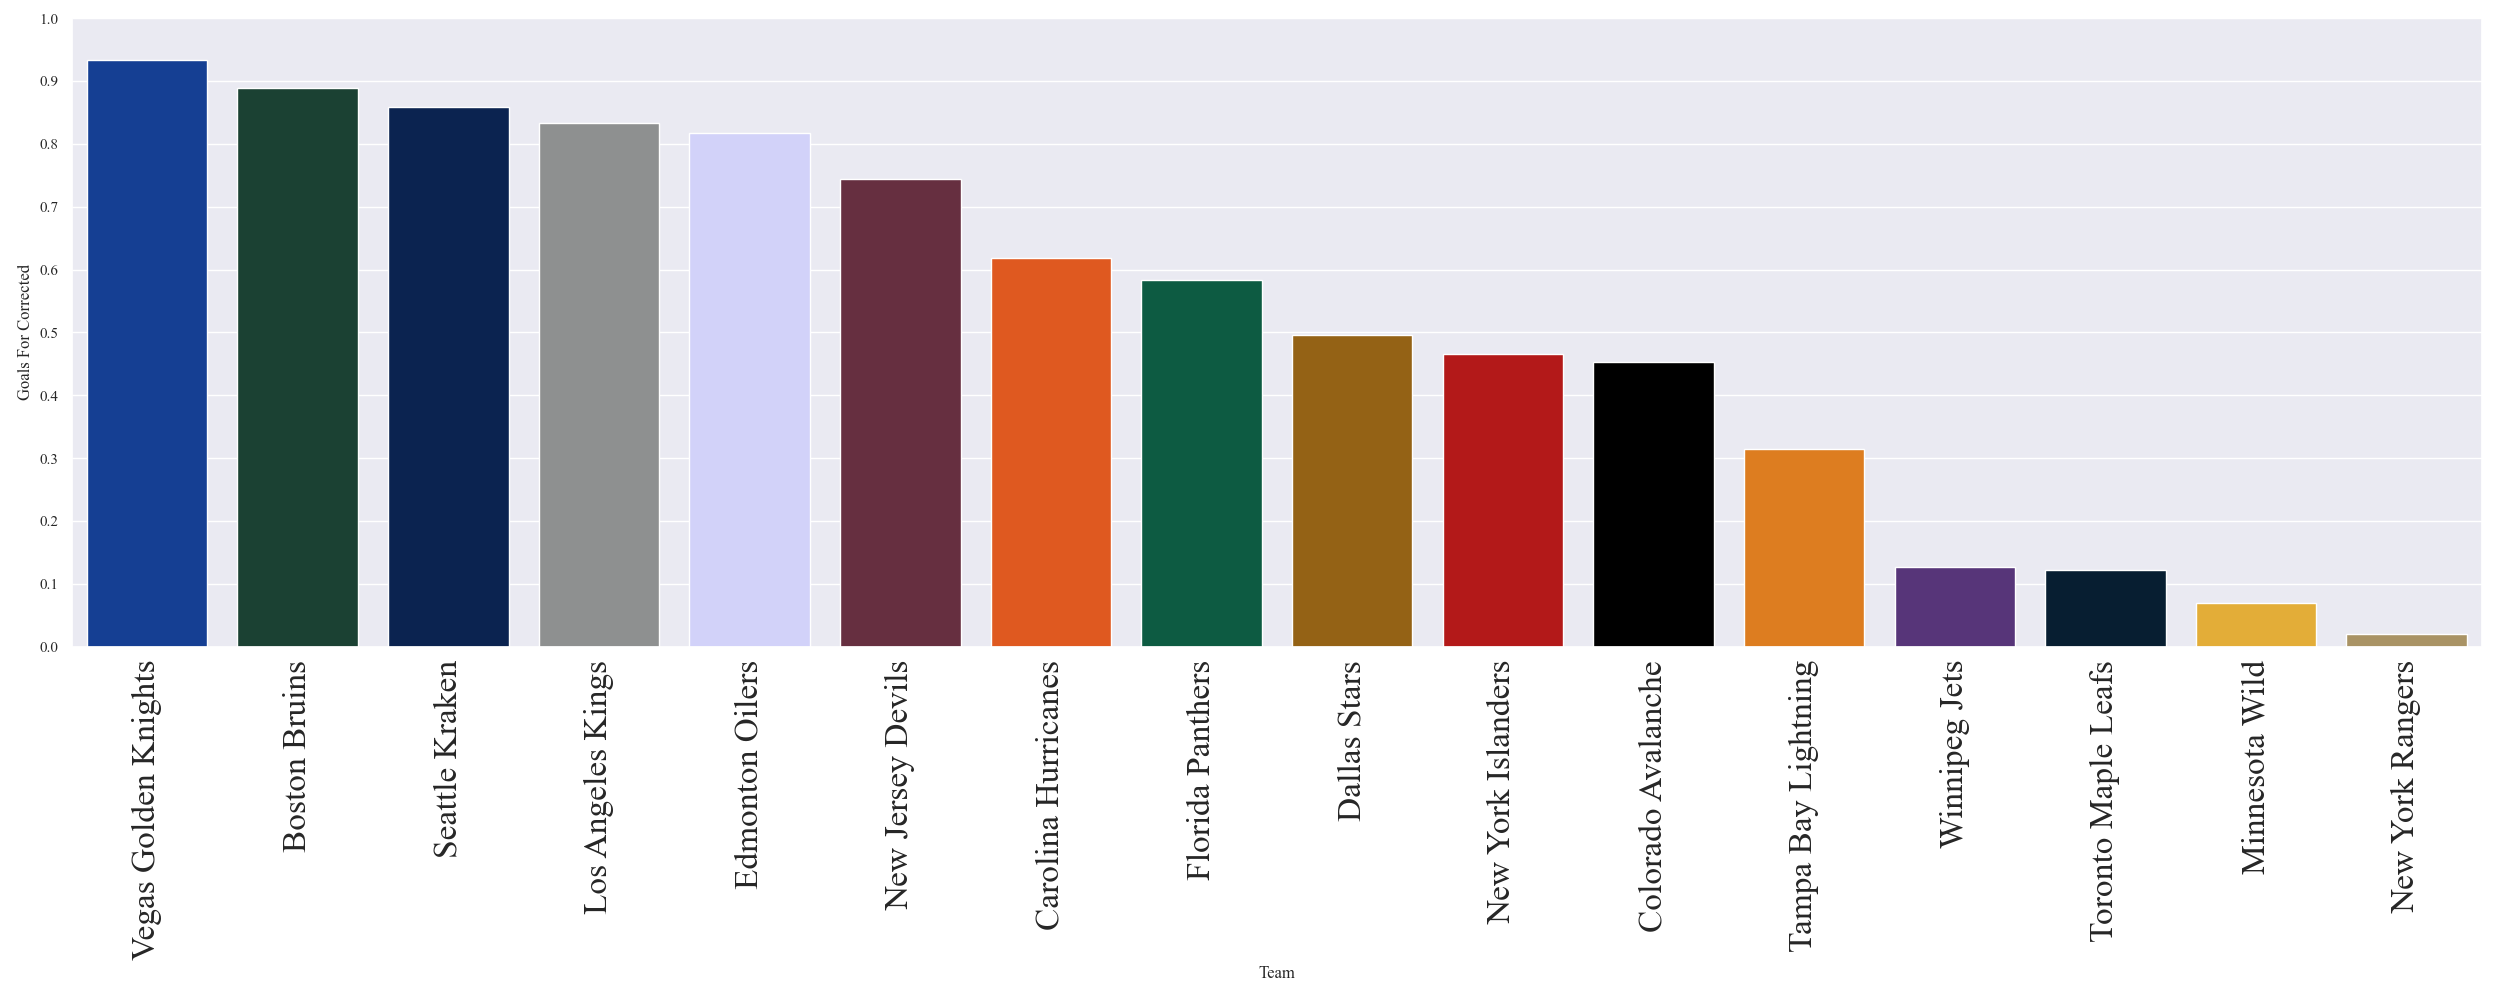 1.0
0.9
0.8
0.7
0.6
0.5
0.4
0.3
0.2
0.1
0.0
Goals For Corrected
Vegas Golden Knights
Boston Bruins
Seattle Kraken
Los Angeles Kings
Edmonton Oilers
New Jersey Devils
Carolina Hurricanes
Florida Panthers
Dallas Stars
New York Islanders
Colorado Avalanche
Tampa Bay Lightning
Winnipeg Jets
Toronto Maple Leafs
Minnesota Wild
New York Rangers
Team